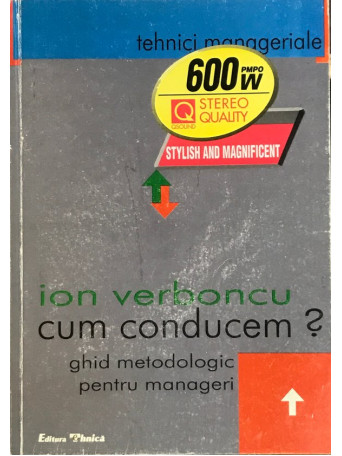 tehnici manageriale
600 PMPO W
Q STEREO
QSOUND QUALITY
STYLISH AND MAGNIFICENT
ion verboncu
cum conducem ?
ghid metodologic
pentru manageri
Editura Tehnică